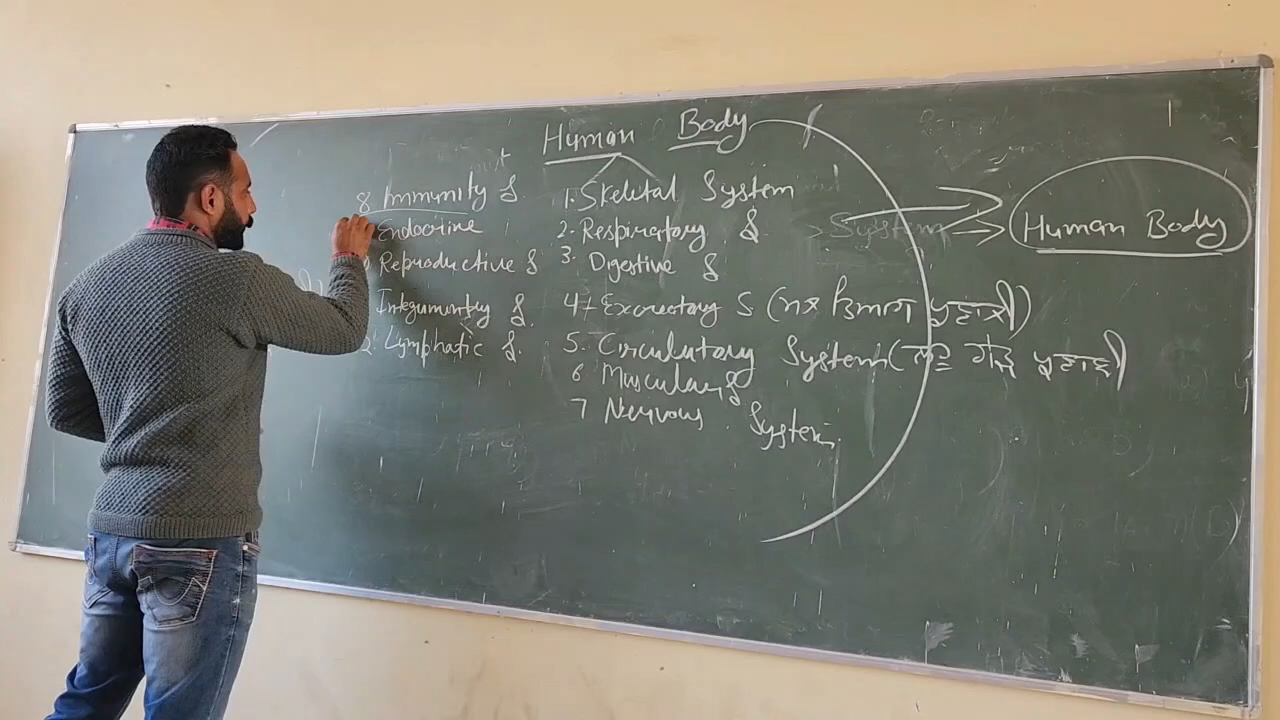 Human Body
1. Skeletal System
2. Respiratory S.
3. Digestive S
4 Excreatory S (ਮਲ ਤਿਆਗ ਪ੍ਰਣਾਲੀ)
5. Circulatory System (ਲਹੂ ਗੇੜ ਪ੍ਰਣਾਲੀ)
6 Muscular S
7 Nervous System
8 Immunity S.
Endocrine
Reproductive S
Integumentry S.
Lymphatic S.
System
Human Body